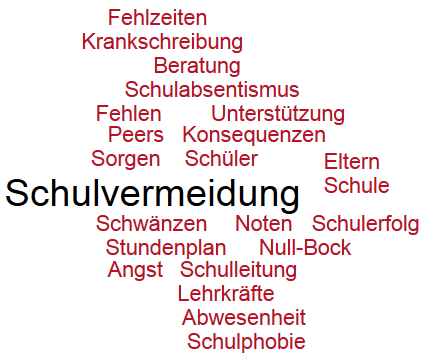 Fehlzeiten
Krankschreibung
Beratung
Schulabsentismus
Fehlen Unterstützung
Peers Konsequenzen
Sorgen Schüler Eltern
Schulvermeidung Schule
Schwänzen Noten Schulerfolg
Stundenplan Null-Bock
Angst Schulleitung
Lehrkräfte
Abwesenheit
Schulphobie